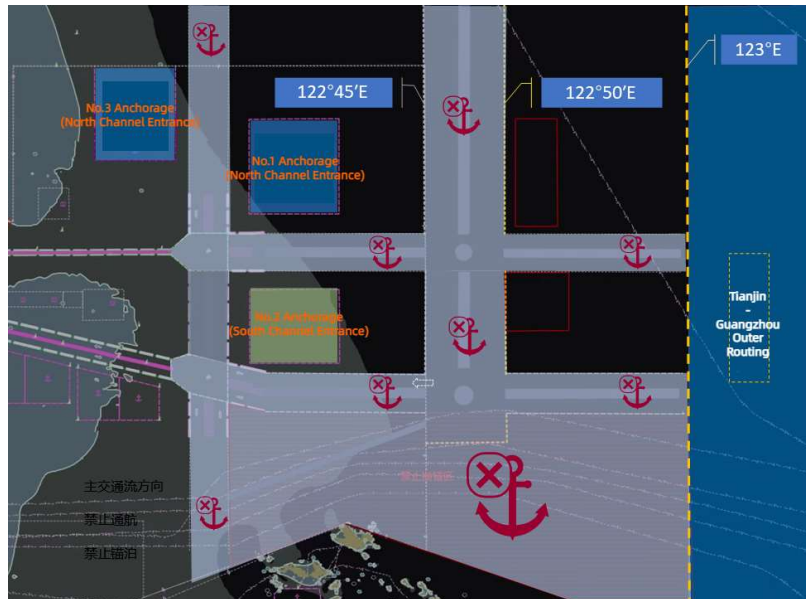 122°45′E
122°50′E
123°E
No.3 Anchorage
(North Channel Entrance)
No.1 Anchorage
(North Channel Entrance)
No.2 Anchorage
(South Channel Entrance)
Tianjin
-
Guangzhou
Outer
Routing
主交通流方向
禁止通航
禁止锚泊